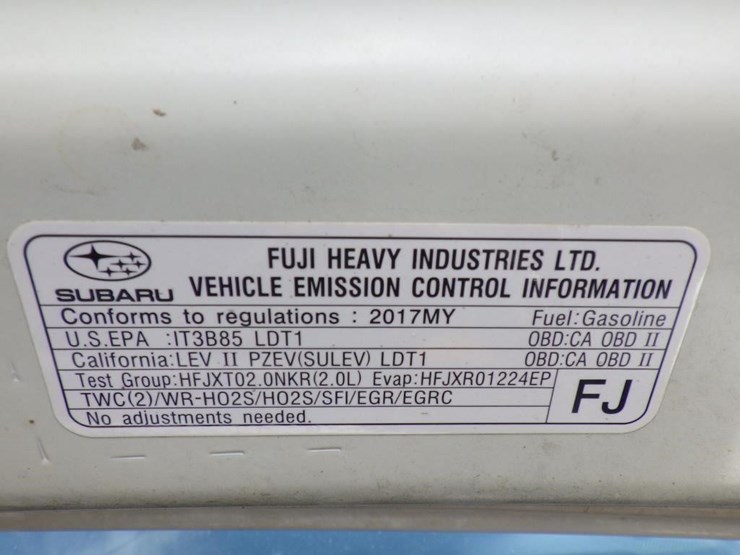 FUJI HEAVY INDUSTRIES LTD.
SUBARU VEHICLE EMISSION CONTROL INFORMATION
Conforms to regulations : 2017MY Fuel:Gasoline
U.S.EPA :IT3B85 LDT1 OBD:CA OBD II
California:LEV II PZEV(SULEV) LDT1 OBD:CA OBD II
Test Group:HFJXT02.0NKR(2.0L) Evap:HFJXR01224EP
TWC(2)/WR-HO2S/HO2S/SFI/EGR/EGRC FJ
No adjustments needed.